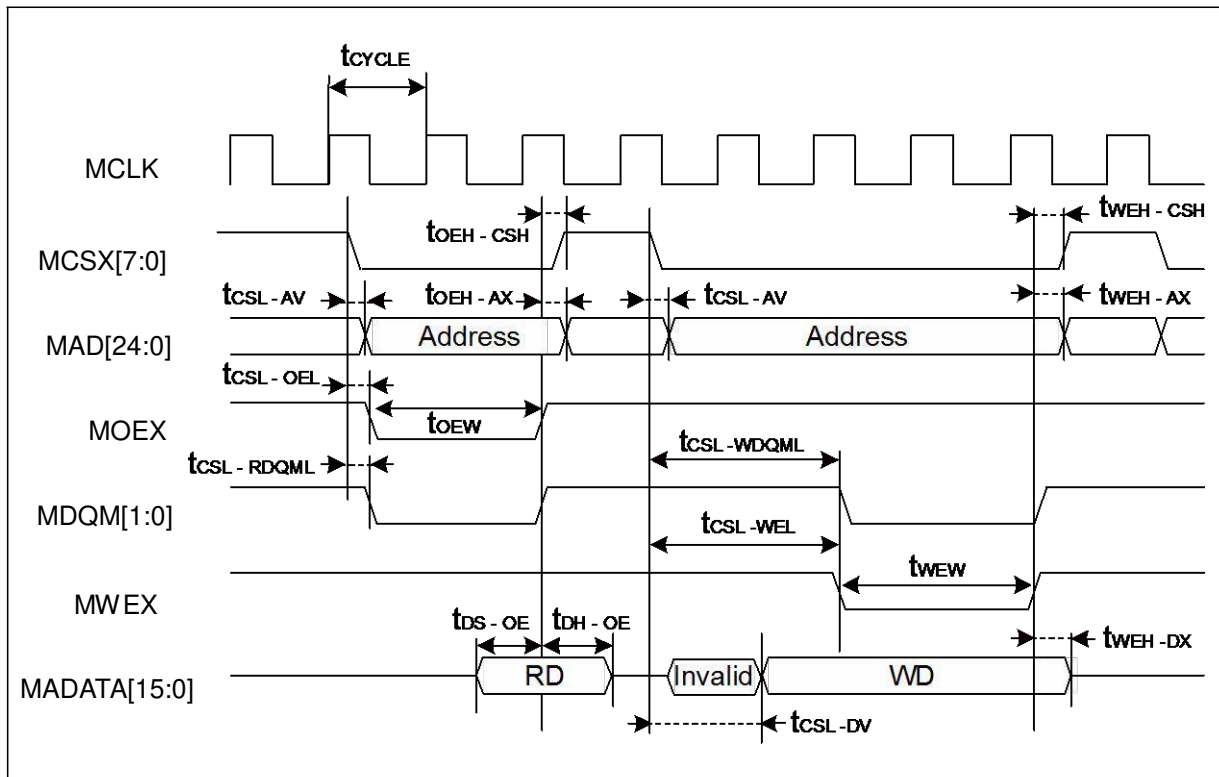 tCYCLE
MCLK
tOEH - CSH
tWEH - CSH
MCSX[7:0]
tCSL - AV
tOEH - AX
tCSL - AV
tWEH - AX
MAD[24:0]
Address
Address
tCSL - OEL
MOEX
tOEW
tCSL - WDQML
tCSL - RDQML
MDQM[1:0]
tCSL - WEL
tWEW
MWEX
tDS - OE
tDH - OE
tWEH - DX
MADATA[15:0]
RD
Invalid
WD
tCSL - DV